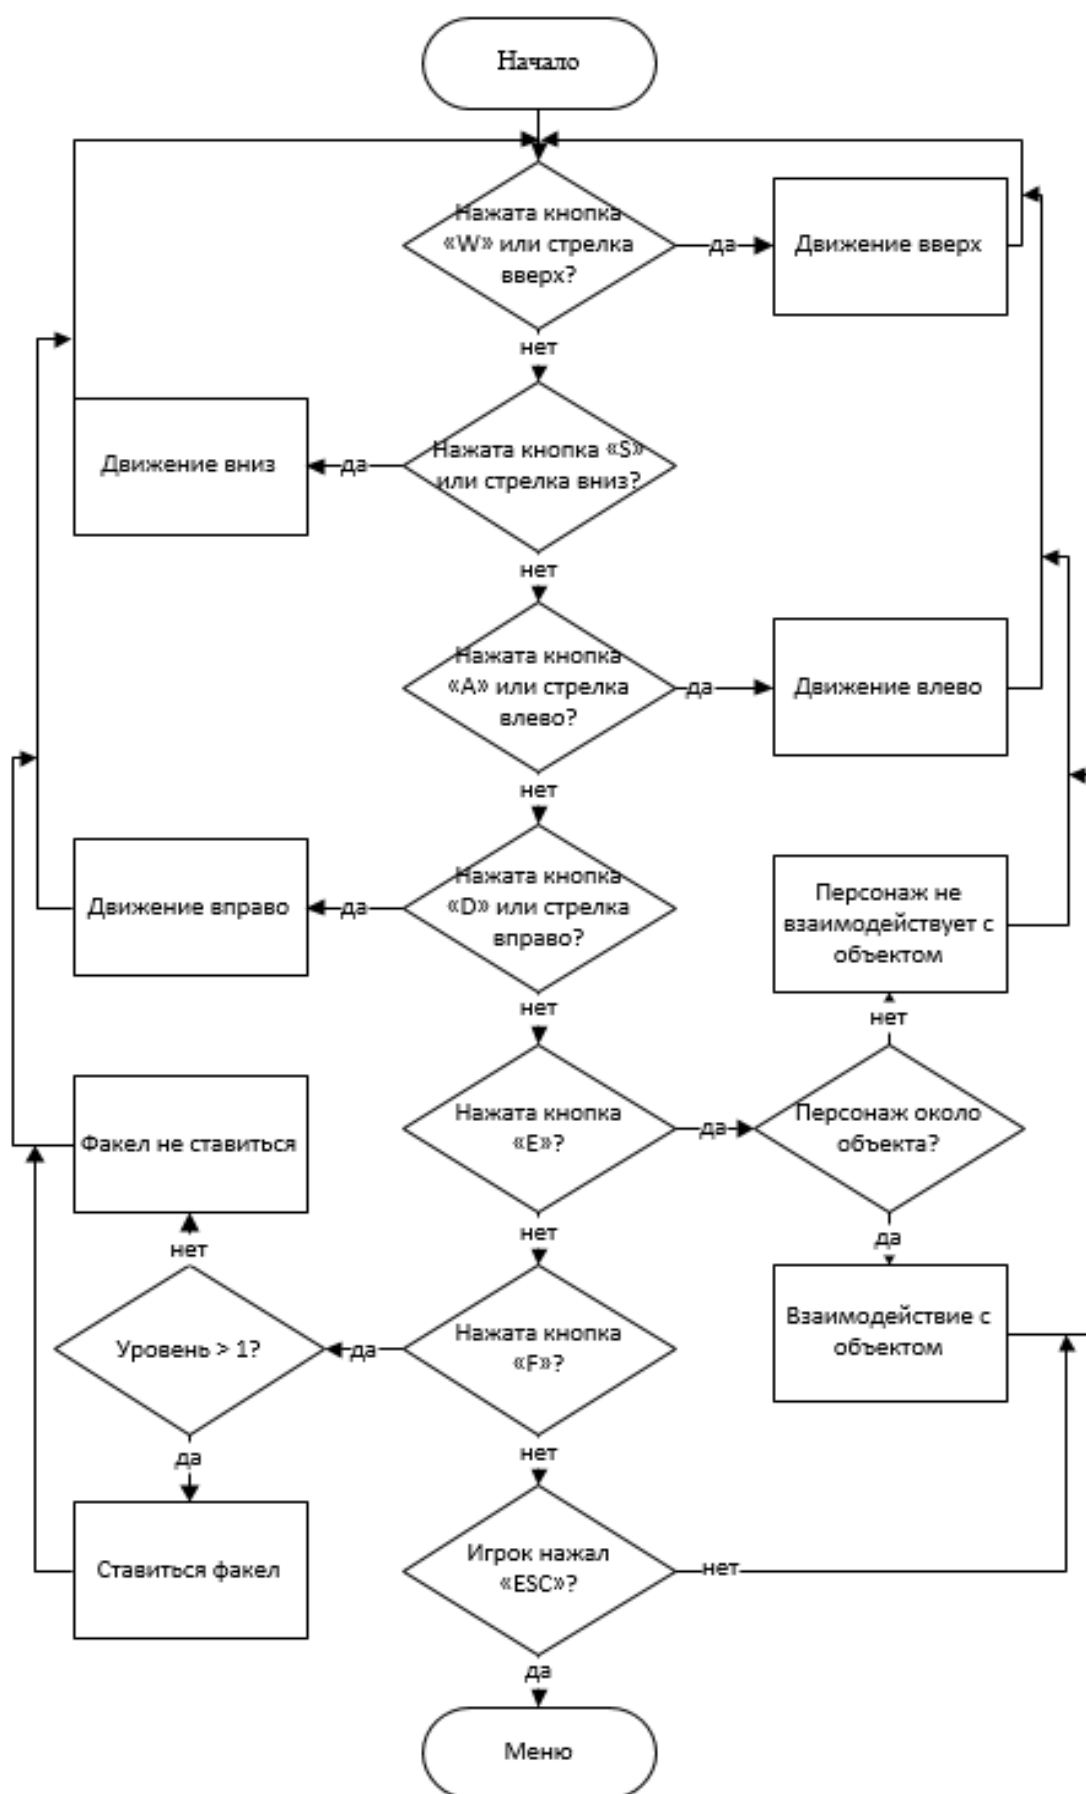 Начало
Нажата кнопка
«W» или стрелка
вверх?
да
Движение вверх
нет
Нажата кнопка «S»
или стрелка вниз?
да
Движение вниз
нет
Нажата кнопка
«A» или стрелка
влево?
да
Движение влево
нет
Нажата кнопка
«D» или стрелка
вправо?
да
Движение вправо
Персонаж не
взаимодействует с
объектом
нет
нет
Нажата кнопка
«E»?
да
Персонаж около
объекта?
Факел не ставиться
нет
да
нет
Взаимодействие с
объектом
Нажата кнопка
«F»?
да
Уровень > 1?
да
нет
Ставиться факел
Игрок нажал
«ESC»?
нет
да
Меню